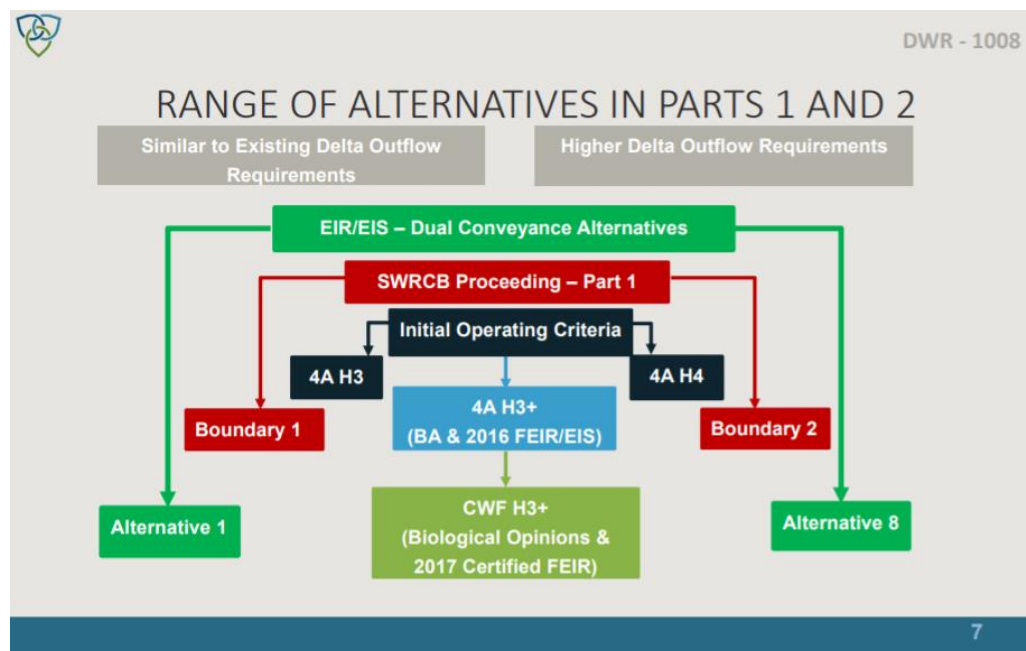 DWR - 1008
RANGE OF ALTERNATIVES IN PARTS 1 AND 2
Similar to Existing Delta Outflow
Requirements
Higher Delta Outflow Requirements
EIR/EIS – Dual Conveyance Alternatives
SWRCB Proceeding – Part 1
Initial Operating Criteria
4A H3
4A H4
4A H3+
(BA & 2016 FEIR/EIS)
Boundary 1
Boundary 2
CWF H3+
(Biological Opinions &
2017 Certified FEIR)
Alternative 1
Alternative 8
7